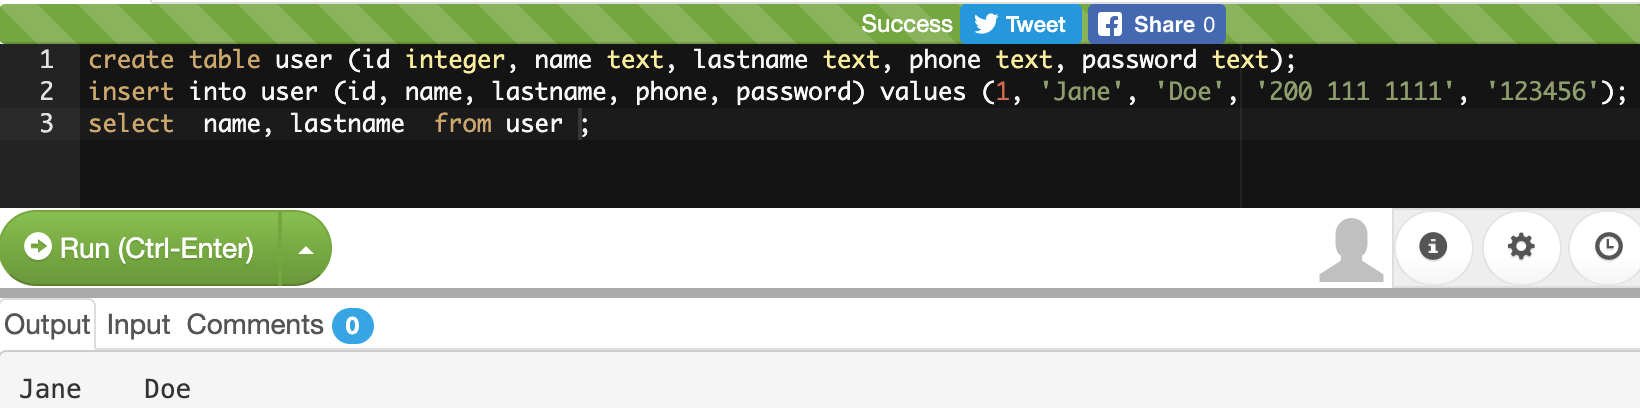 Success Tweet Share 0
1 create table user (id integer, name text, lastname text, phone text, password text);
2 insert into user (id, name, lastname, phone, password) values (1, 'Jane', 'Doe', '200 111 1111', '123456');
3 select  name, lastname  from user ;
Run (Ctrl-Enter)
Output Input Comments 0
Jane Doe